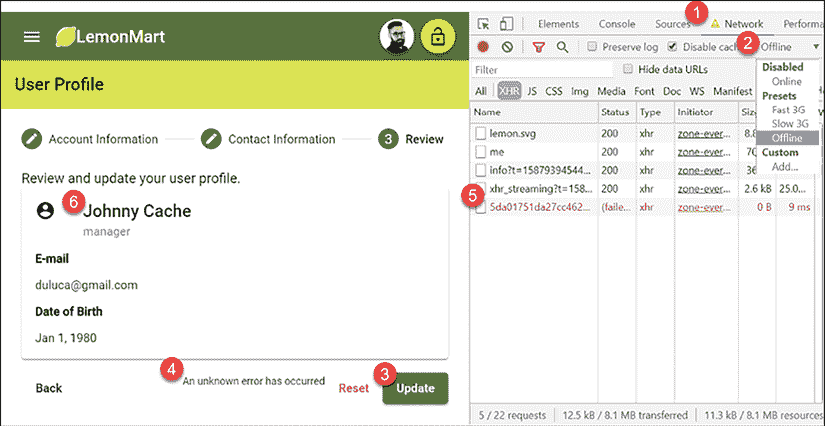 LemonMart
User Profile
Account Information
Contact Information
3 Review
Review and update your user profile.
6
Johnny Cache
manager
E-mail
duluca@gmail.com
Date of Birth
Jan 1, 1980
4
An unknown error has occurred
3
Back
Reset
Update
1
Elements Console Sources Network Performa
2
Preserve log Disable cach Offline
Filter
Hide data URLs
All XHR JS CSS Img Media Font Doc WS Manifest
Disabled
Online
Presets
Fast 3G
Slow 3G
Offline
Custom
Add...
Name Status Type Initiator Siz
lemon.svg 200 xhr zone-ever... 8.8
me 200 xhr zone-ever... 76
info?t=15879394544... 200 xhr zone-ever... 36
5
xhr_streaming?t=158... 200 xhr zone-ever... 2.6 kB 25.0...
5da01751da27cc462... (faile... xhr zone-ever... 0 B 9 ms
5 / 22 requests 12.5 kB / 8.1 MB transferred 11.3 kB / 8.1 MB resources